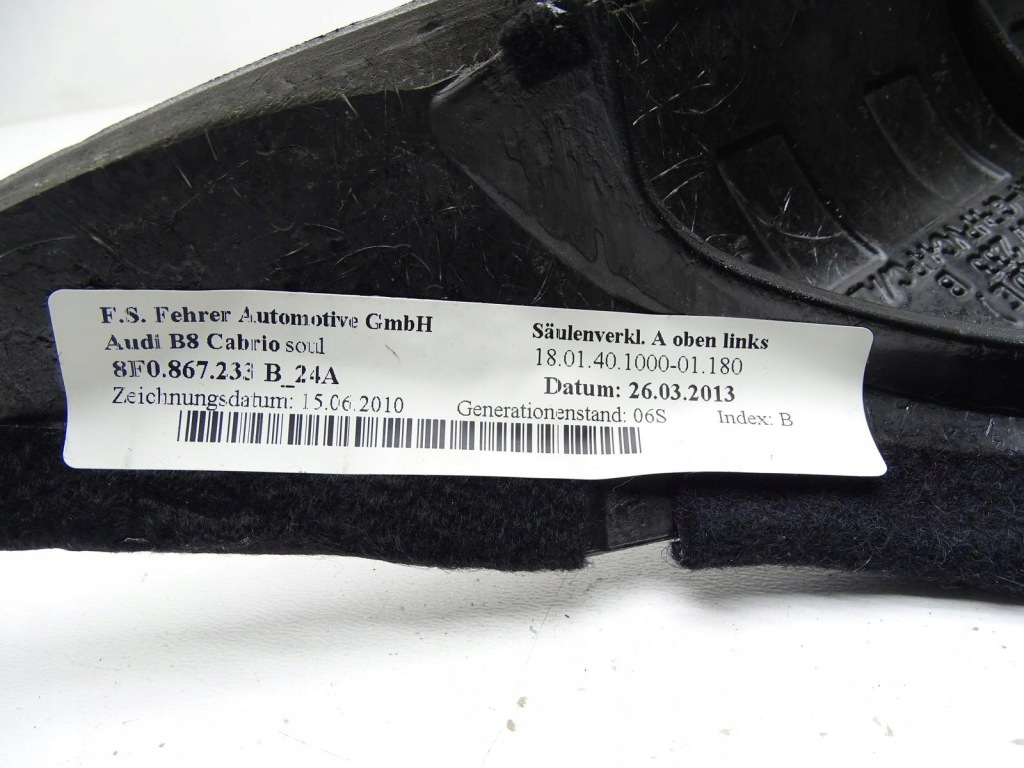 F.S. Fehrer Automotive GmbH
Audi B8 Cabrio soul
8F0.867.233 B_24A
Zeichnungsdatum: 15.06.2010
Säulenverkl. A oben links
18.01.40.1000-01.180
Datum: 26.03.2013
Generationenstand: 06S
Index: B